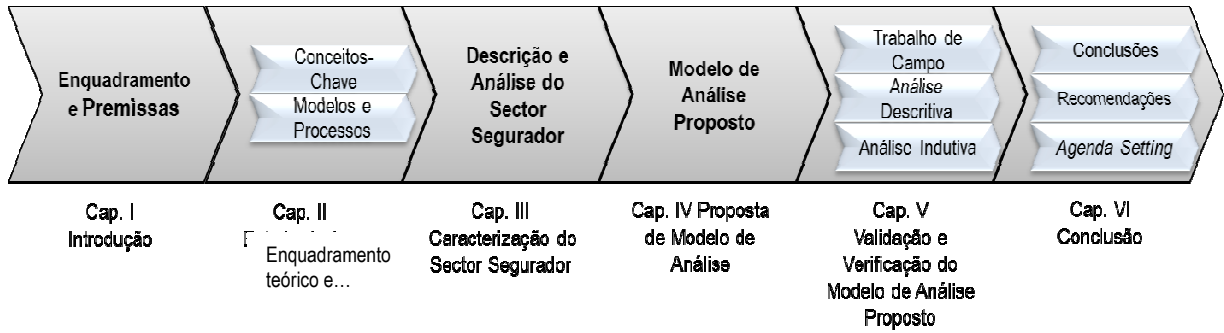 Enquadramento
e Premissas
Conceitos-
Chave
Modelos e
Processos
Descrição e
Análise do
Sector
Segurador
Modelo de
Análise
Proposto
Trabalho de
Campo
Análise
Descritiva
Análise Indutiva
Conclusões
Recomendações
Agenda Setting
Cap. I
Introdução
Cap. II
Enquadramento
teórico e…
Cap. III
Caracterização do
Sector Segurador
Cap. IV Proposta
de Modelo de
Análise
Cap. V
Validação e
Verificação do
Modelo de Análise
Proposto
Cap. VI
Conclusão